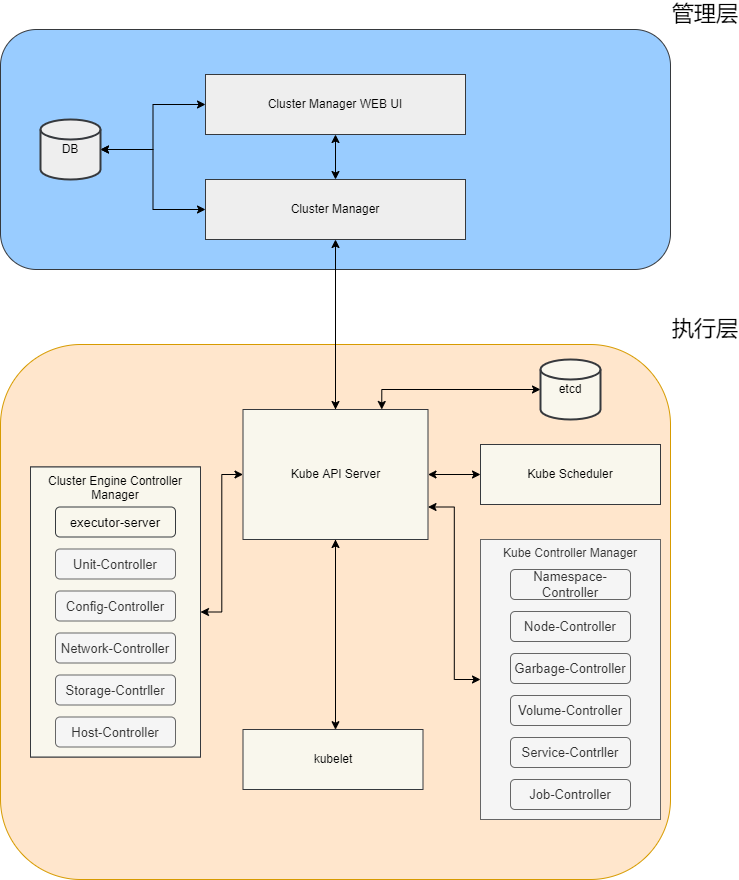 管理层
Cluster Manager WEB UI
DB
Cluster Manager
执行层
etcd
Kube API Server
Kube Scheduler
Cluster Engine Controller
Manager
executor-server
Unit-Controller
Config-Controller
Network-Controller
Storage-Contrller
Host-Controller
Kube Controller Manager
Namespace-
Controller
Node-Controller
Garbage-Controller
Volume-Controller
Service-Contrller
Job-Controller
kubelet